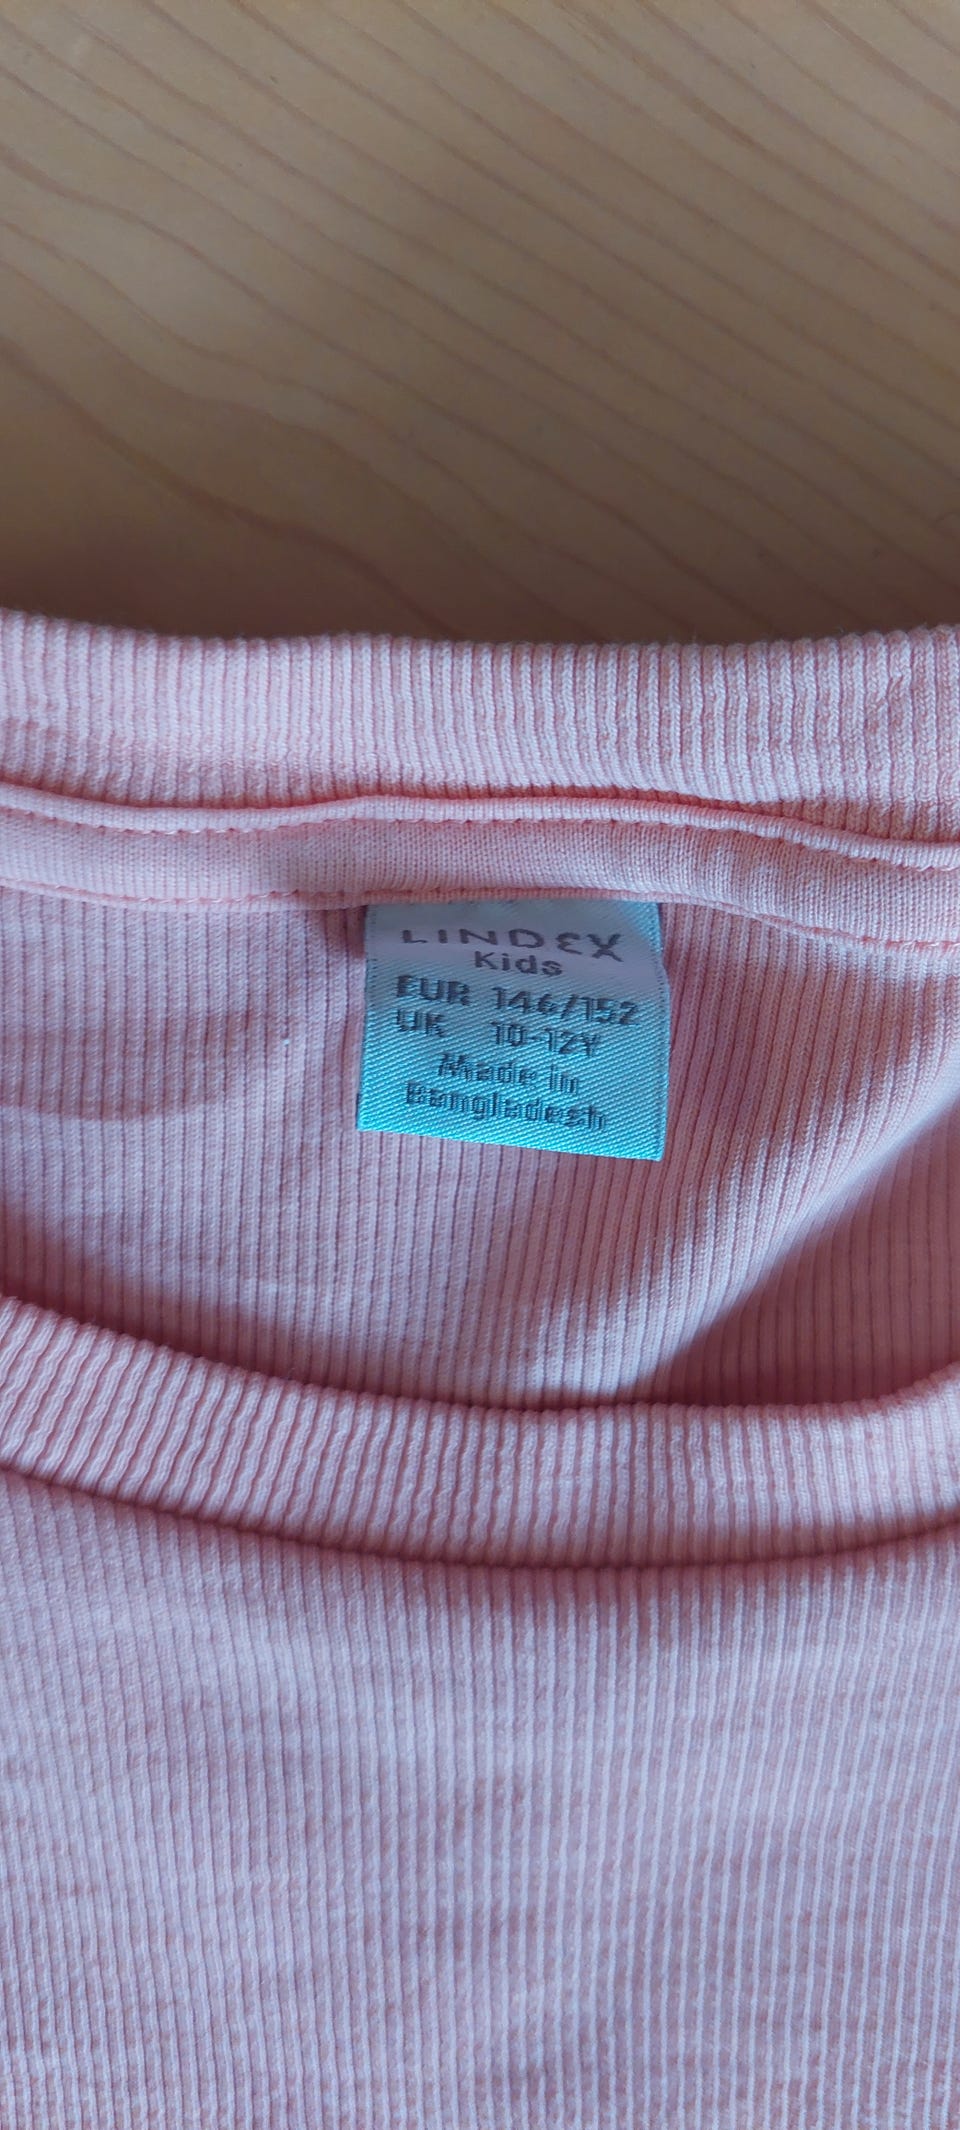 LINDEX
Kids
EUR 146/152
UK 10-12Y
Made in
Bangladesh